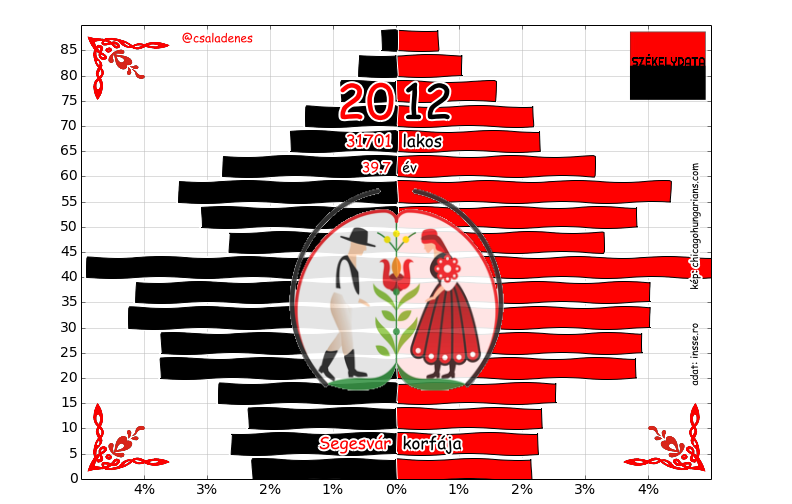 @csaladenes
SZÉKELYDATA
2012
31701 lakos
39.7 év
kép: chicagohungarians.com
adat: insse.ro
Segesvár korfája
85
80
75
70
65
60
55
50
45
40
35
30
25
20
15
10
5
0
4% 3% 2% 1% 0% 1% 2% 3% 4%